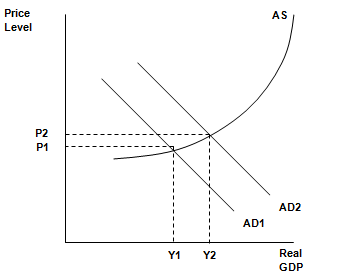 Price
Level
AS
P2
P1
AD2
AD1
Y1
Y2
Real
GDP